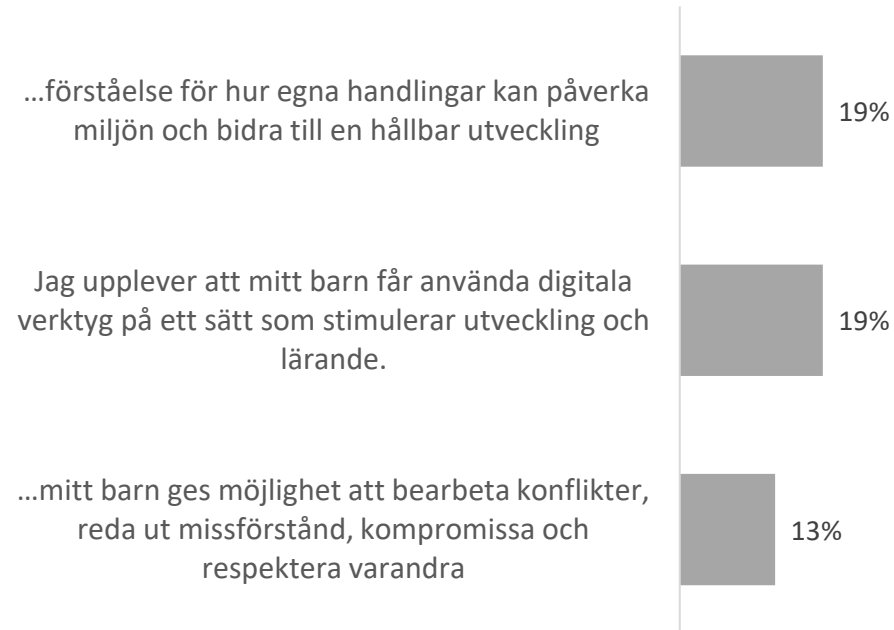 ...förståelse för hur egna handlingar kan påverka
miljön och bidra till en hållbar utveckling
19%
Jag upplever att mitt barn får använda digitala
verktyg på ett sätt som stimulerar utveckling och
lärande.
19%
...mitt barn ges möjlighet att bearbeta konflikter,
reda ut missförstånd, kompromissa och
respektera varandra
13%